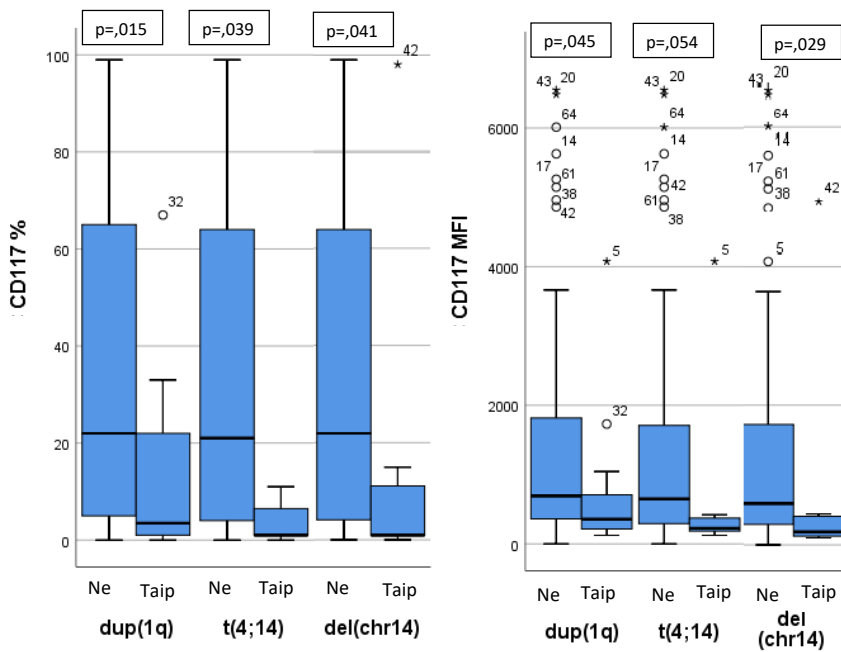 p=,015
p=,039
p=,041
100
80
60
40
20
0
: CD117 %
42
32
Ne
Taip
Ne
Taip
Ne
Taip
dup(1q)
t(4;14)
del(chr14)
p=,045
p=,054
p=,029
6000
4000
2000
0
: CD117 MFI
43 20
64
14
17
61
38
42
5
32
43 20
64
14
17
42
61
38
5
43 20
64
14
17
61
38
5
42
Ne
Taip
Ne
Taip
Ne
Taip
dup(1q)
t(4;14)
del
(chr14)